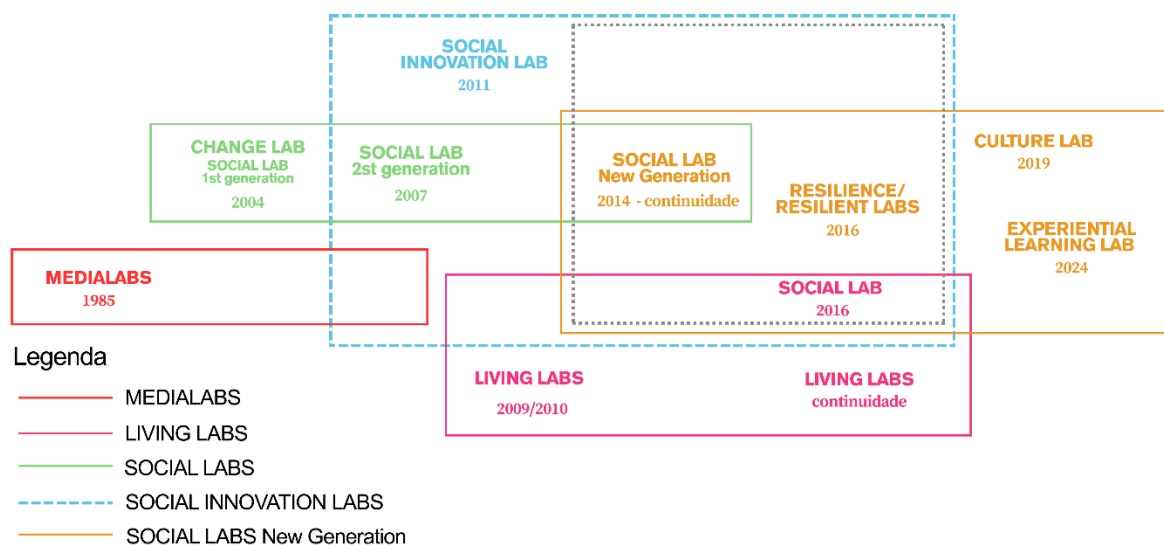 SOCIAL
INNOVATION LAB
2011
CHANGE LAB
SOCIAL LAB
1st generation
2004
SOCIAL LAB
2st generation
2007
SOCIAL LAB
New Generation
2014 - continuidade
RESILIENCE/
RESILIENT LABS
2016
CULTURE LAB
2019
EXPERIENTIAL
LEARNING LAB
2024
MEDIALABS
1985
SOCIAL LAB
2016
LIVING LABS
2009/2010
LIVING LABS
continuidade
Legenda
MEDIALABS
LIVING LABS
SOCIAL LABS
SOCIAL INNOVATION LABS
SOCIAL LABS New Generation